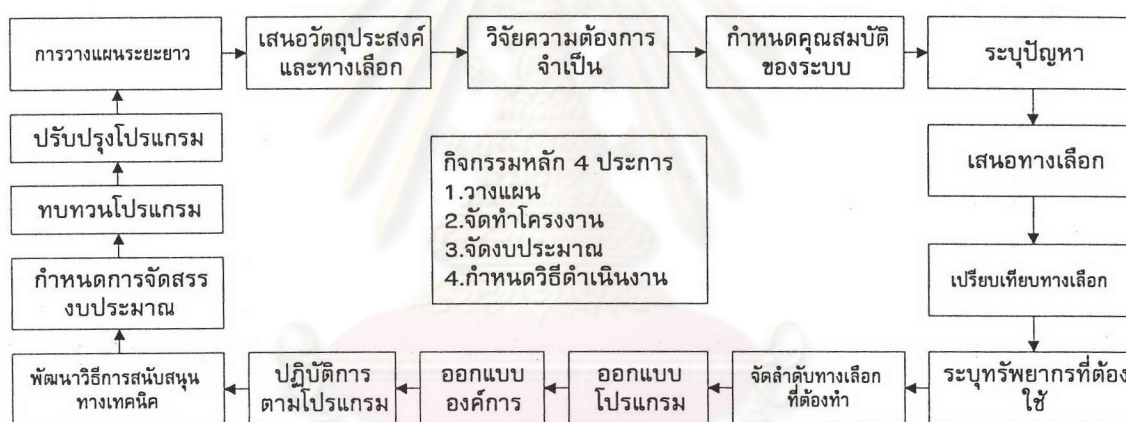 การวางแผนระยะยาว
เสนอวัตถุประสงค์
และทางเลือก
วิจัยความต้องการ
จำเป็น
กำหนดคุณสมบัติ
ของระบบ
ระบุปัญหา
เสนอทางเลือก
เปรียบเทียบทางเลือก
ระบุทรัพยากรที่ต้อง
ใช้
จัดลำดับทางเลือก
ที่ต้องทำ
ออกแบบ
โปรแกรม
ออกแบบ
องค์การ
ปฏิบัติการ
ตามโปรแกรม
พัฒนาวิธีการสนับสนุน
ทางเทคนิค
กำหนดการจัดสรร
งบประมาณ
ทบทวนโปรแกรม
ปรับปรุงโปรแกรม
กิจกรรมหลัก 4 ประการ
1.วางแผน
2.จัดทำโครงงาน
3.จัดงบประมาณ
4.กำหนดวิธีดำเนินงาน